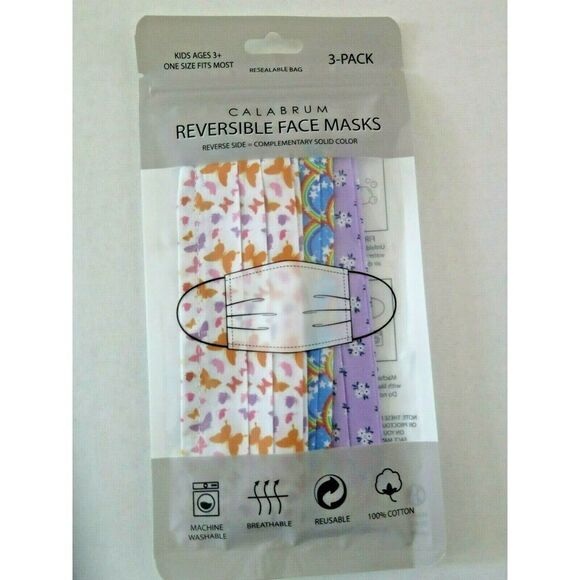 KIDS AGES 3+
ONE SIZE FITS MOST
RESEALABLE BAG
3-PACK
CALABRUM
REVERSIBLE FACE MASKS
REVERSE SIDE = COMPLEMENTARY SOLID COLOR
MACHINE
WASHABLE
BREATHABLE
REUSABLE
100% COTTON